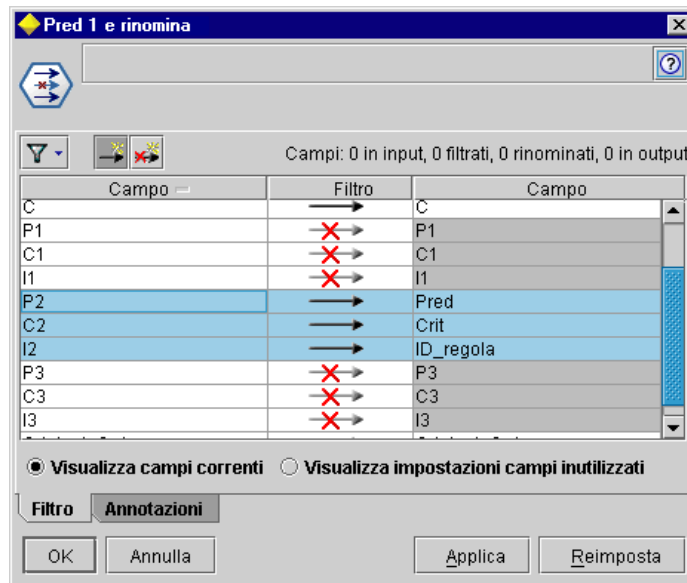 Pred 1 e rinomina
Campi: 0 in input, 0 filtrati, 0 rinominati, 0 in output
Campo Filtro Campo
C C
P1 P1
C1 C1
I1 I1
P2 Pred
C2 Crit
I2 ID_regola
P3 P3
C3 C3
I3 I3
Visualizza campi correnti Visualizza impostazioni campi inutilizzati
Filtro Annotazioni
OK Annulla Applica Reimposta